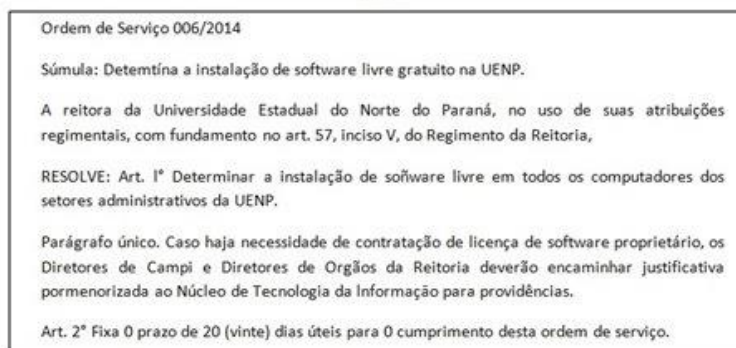 Ordem de Serviço 006/2014
Súmula: Detemtína a instalação de software livre gratuito na UENP.
A reitora da Universidade Estadual do Norte do Paraná, no uso de suas atribuições
regimentais, com fundamento no art. 57, inciso V, do Regimento da Reitoria,
RESOLVE: Art. l° Determinar a instalação de soñware livre em todos os computadores dos
setores administrativos da UENP.
Parágrafo único. Caso haja necessidade de contratação de licença de software proprietário, os
Diretores de Campi e Diretores de Orgãos da Reitoria deverão encaminhar justificativa
pormenorizada ao Núcleo de Tecnologia da Informação para providências.
Art. 2° Fixa 0 prazo de 20 (vinte) dias úteis para 0 cumprimento desta ordem de serviço.